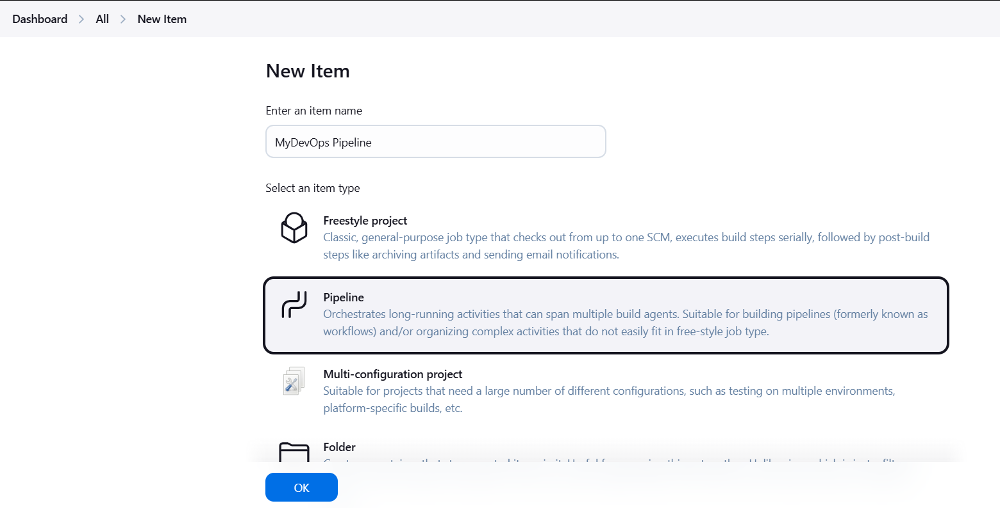 Dashboard > All > New Item
New Item
Enter an item name
MyDevOps Pipeline
Select an item type
Freestyle project
Classic, general-purpose job type that checks out from up to one SCM, executes build steps serially, followed by post-build
steps like archiving artifacts and sending email notifications.
Pipeline
Orchestrates long-running activities that can span multiple build agents. Suitable for building pipelines (formerly known as
workflows) and/or organizing complex activities that do not easily fit in free-style job type.
Multi-configuration project
Suitable for projects that need a large number of different configurations, such as testing on multiple environments,
platform-specific builds, etc.
Folder
OK